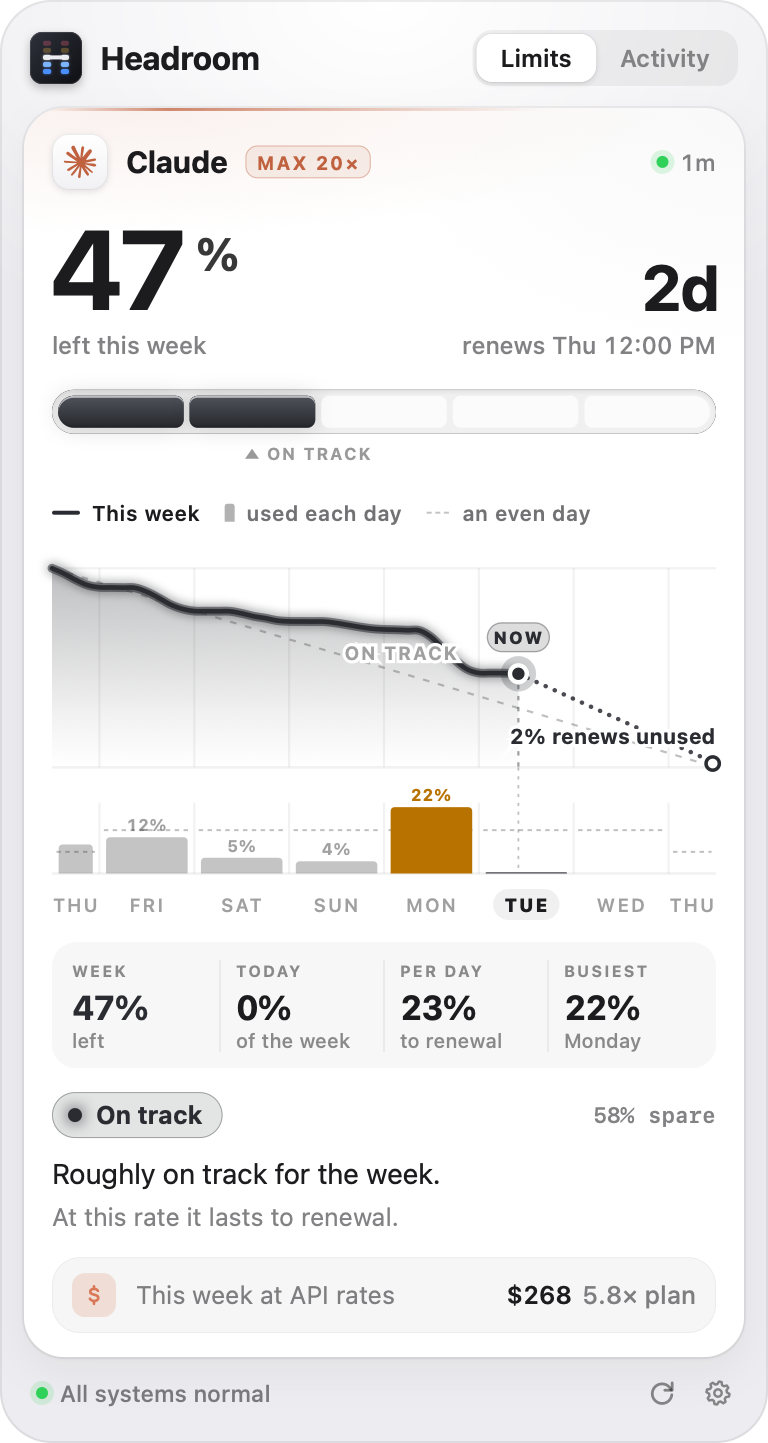 Headroom
Limits Activity
Claude MAX 20× 1m
47%
2d
left this week
renews Thu 12:00 PM
ON TRACK
This week used each day an even day
NOW
ON TRACK
2% renews unused
22%
12%
5%
4%
THU FRI SAT SUN MON TUE WED THU
WEEK TODAY PER DAY BUSIEST
47% 0% 23% 22%
left of the week to renewal Monday
On track
58% spare
Roughly on track for the week.
At this rate it lasts to renewal.
$ This week at API rates $268 5.8× plan
All systems normal